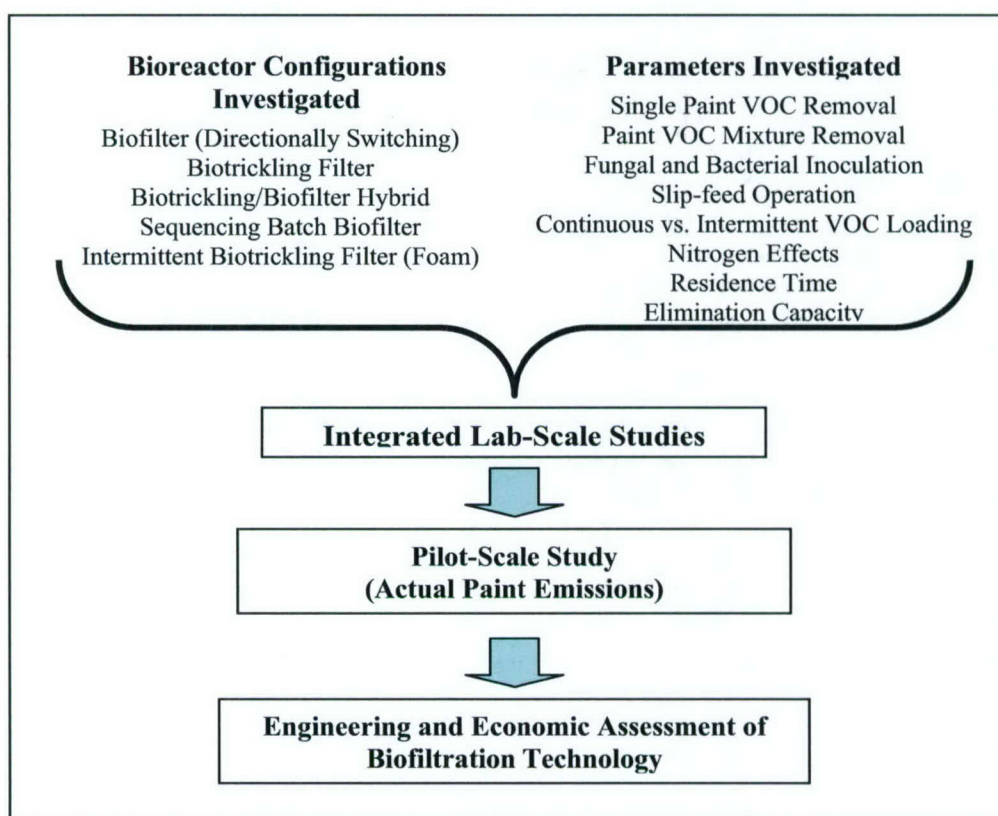 Bioreactor Configurations
Investigated
Biofilter (Directionally Switching)
Biotrickling Filter
Biotrickling/Biofilter Hybrid
Sequencing Batch Biofilter
Intermittent Biotrickling Filter (Foam)
Parameters Investigated
Single Paint VOC Removal
Paint VOC Mixture Removal
Fungal and Bacterial Inoculation
Slip-feed Operation
Continuous vs. Intermittent VOC Loading
Nitrogen Effects
Residence Time
Elimination Capacity
Integrated Lab-Scale Studies
Pilot-Scale Study
(Actual Paint Emissions)
Engineering and Economic Assessment of
Biofiltration Technology